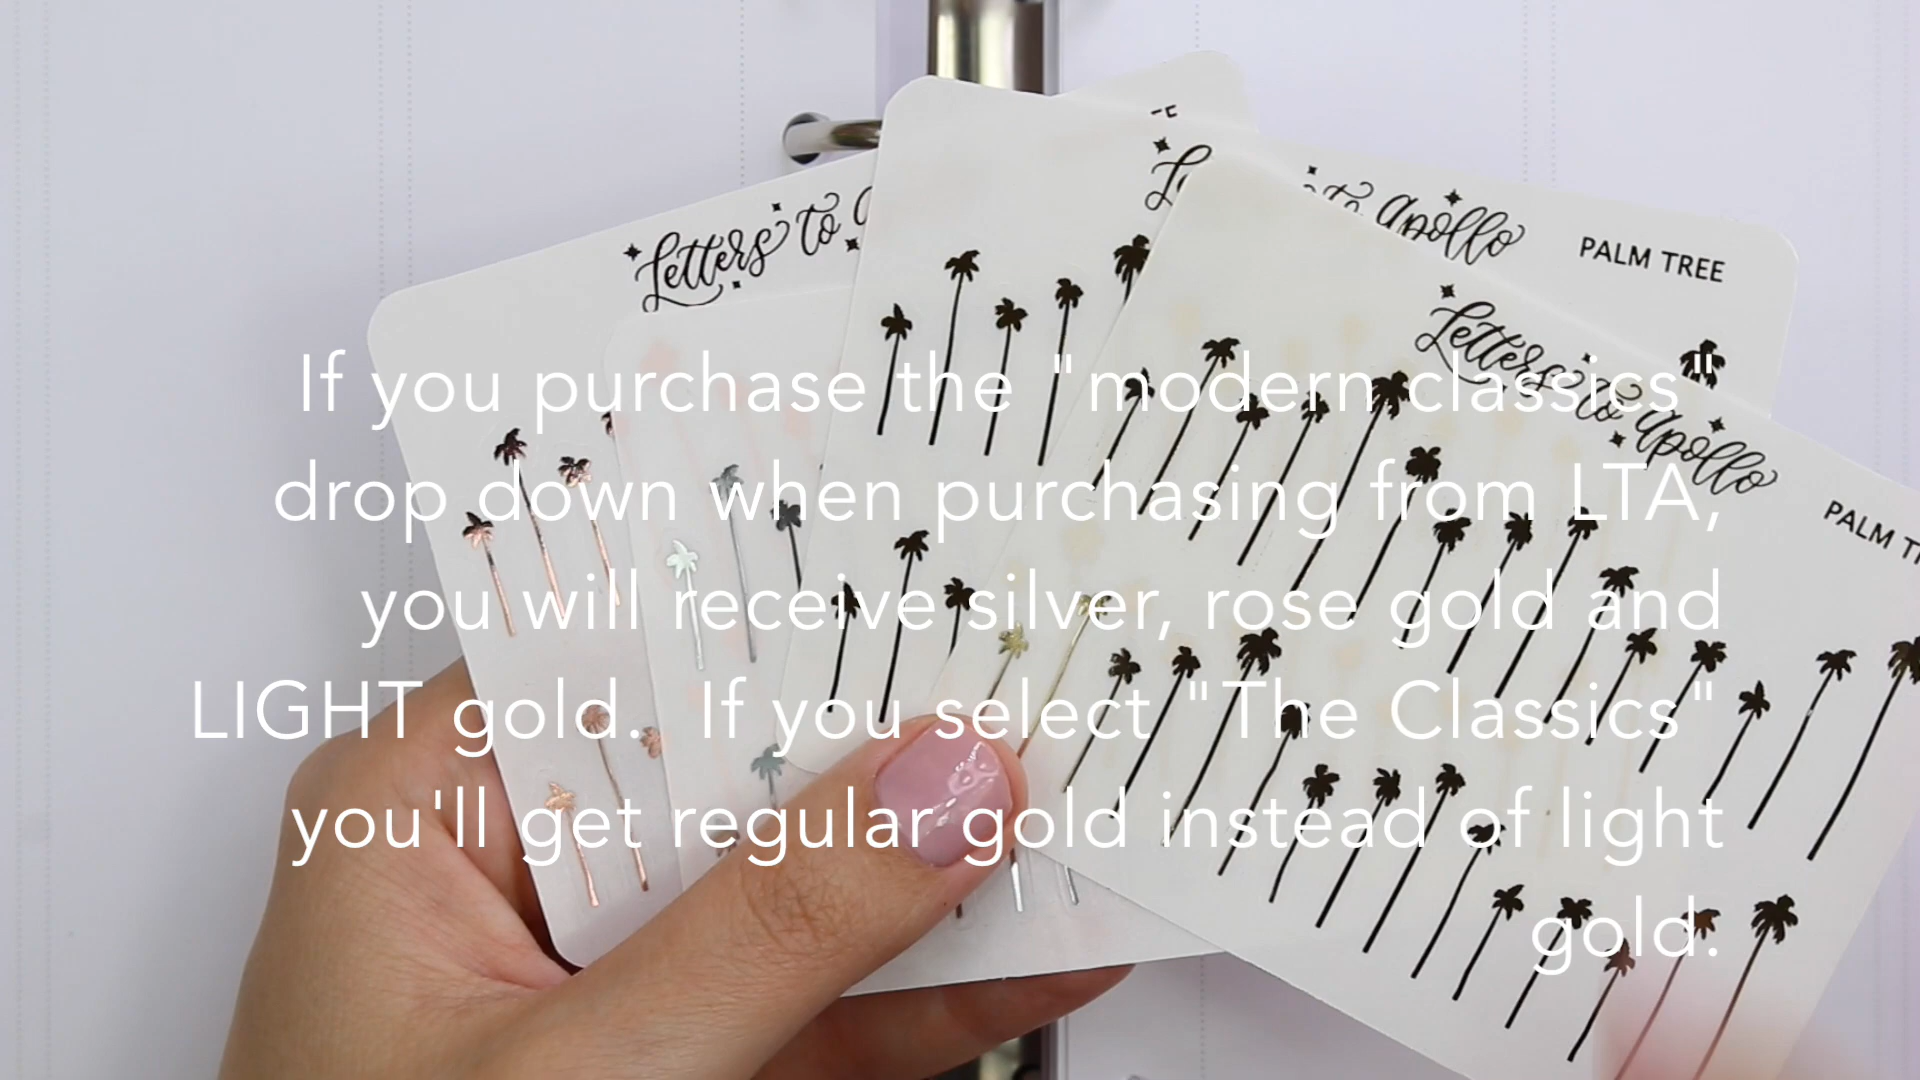 Letters to
to Apollo
PALM TREE
Letters to Apollo
PALM
If you purchase the "modern classics"
drop down when purchasing from LTA,
you will receive silver, rose gold and
LIGHT gold.  If you select "The Classics"
you'll get regular gold instead of light
gold.